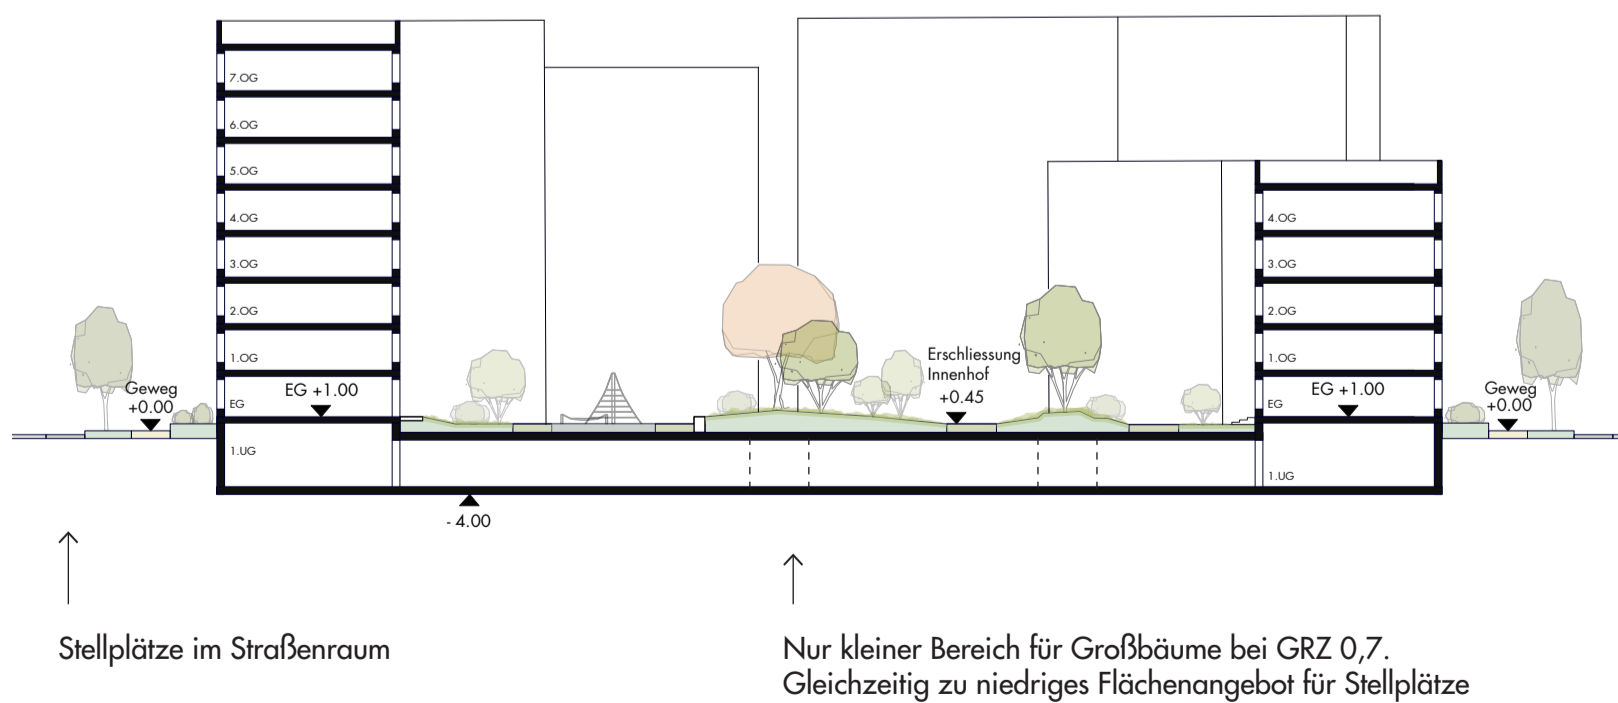 7.OG
6.OG
5.OG
4.OG
3.OG
2.OG
1.OG
EG
1.UG
EG +1.00
Geweg
+0.00
- 4.00
Erschliessung
Innenhof
+0.45
4.OG
3.OG
2.OG
1.OG
EG
1.UG
EG +1.00
Geweg
+0.00
Stellplätze im Straßenraum
Nur kleiner Bereich für Großbäume bei GRZ 0,7.
Gleichzeitig zu niedriges Flächenangebot für Stellplätze